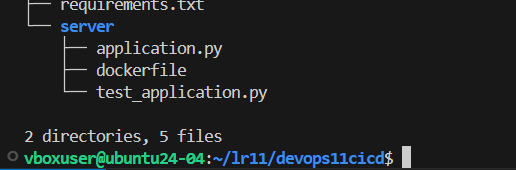 ├── requirements.txt
└── server
    ├── application.py
    ├── dockerfile
    └── test_application.py

2 directories, 5 files
vboxuser@ubuntu24-04:~/lr11/devops11cicd$